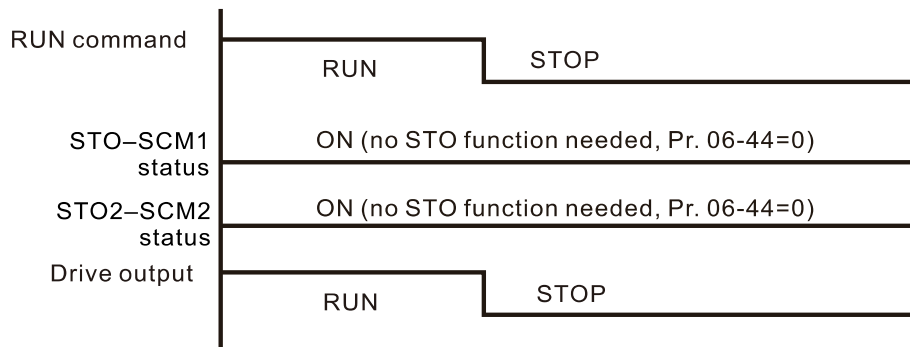 RUN command
RUN
STOP
STO–SCM1
status
ON (no STO function needed, Pr. 06-44=0)
STO2–SCM2
status
ON (no STO function needed, Pr. 06-44=0)
Drive output
RUN
STOP